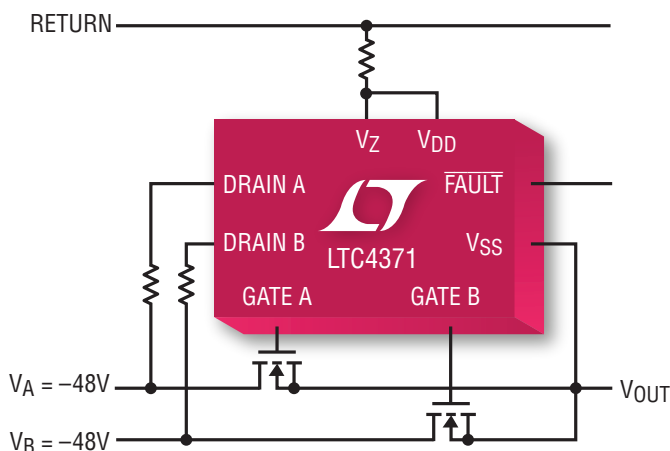 RETURN
VZ VDD
DRAIN A FAULT
DRAIN B VSS
LTC4371
GATE A GATE B
VA = –48V VOUT
VB = –48V